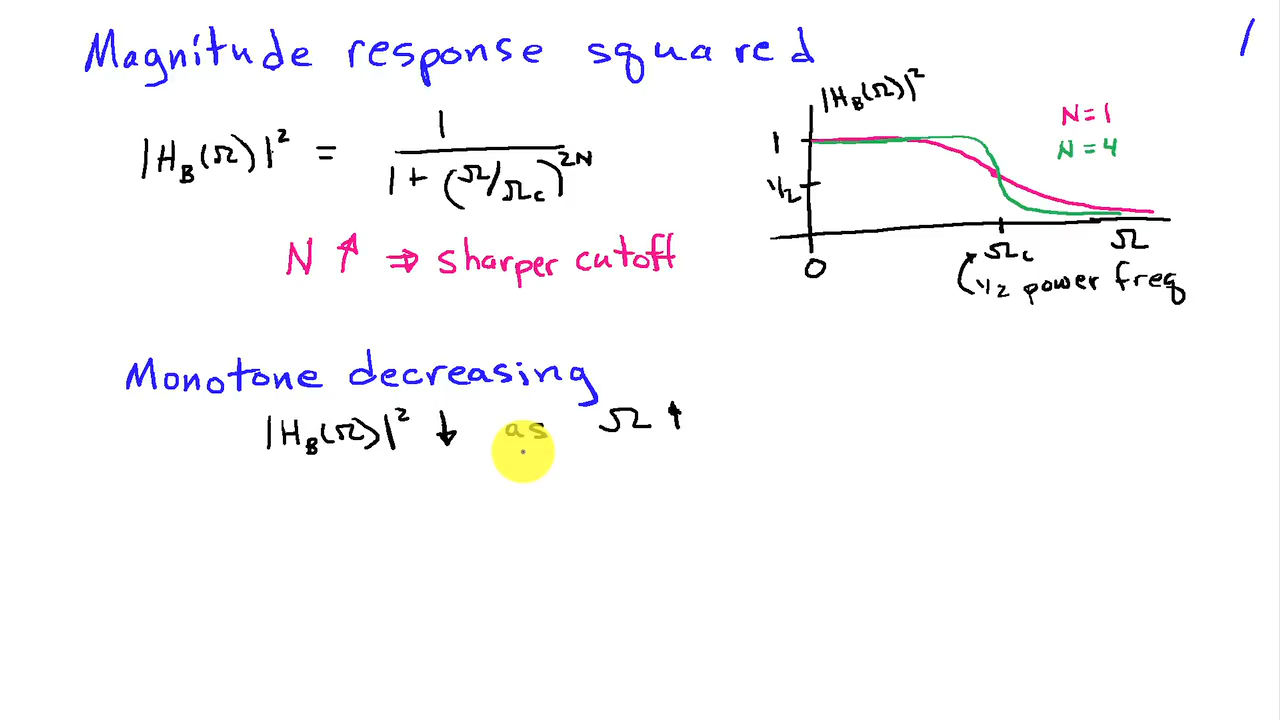 Magnitude response squared
1
|H_B(Ω)|² = 1 / (1 + (Ω/Ω_c)^{2N})
N ↑ ⇒ sharper cutoff
|H_B(Ω)|²
N=1
N=4
1
1/2
0
Ω_c
Ω
1/2 power freq
Monotone decreasing
|H_B(Ω)|² ↓ as Ω ↑